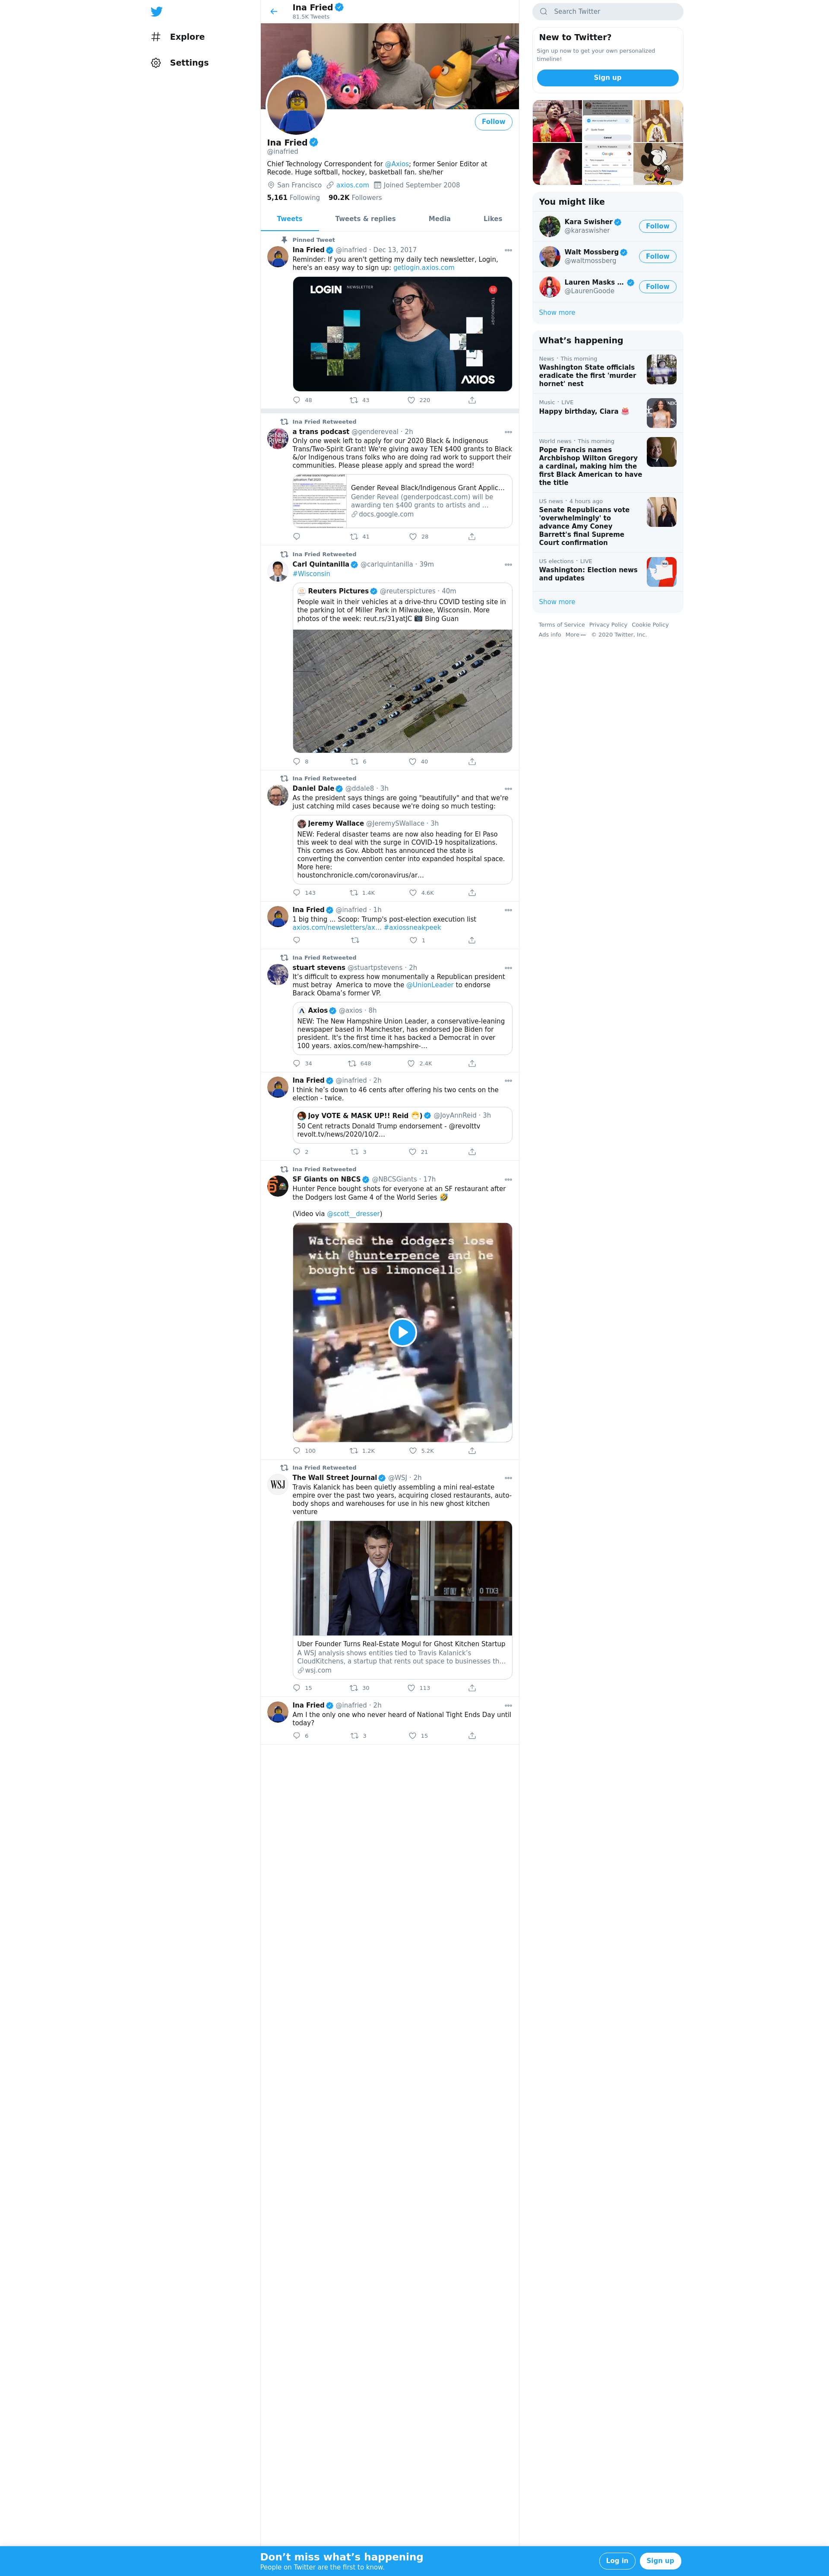 Explore
Settings
Ina Fried
81.5K Tweets
Follow
Ina Fried
@inafried
Chief Technology Correspondent for @Axios; former Senior Editor at
Recode. Huge softball, hockey, basketball fan. she/her
San Francisco axios.com Joined September 2008
5,161 Following 90.2K Followers
Tweets Tweets & replies Media Likes
Pinned Tweet
Ina Fried @inafried · Dec 13, 2017
Reminder: If you aren't getting my daily tech newsletter, Login,
here's an easy way to sign up: getlogin.axios.com
LOGIN NEWSLETTER
TECHNOLOGY
AXIOS
48 43 220
Ina Fried Retweeted
a trans podcast @gendereveal · 2h
Only one week left to apply for our 2020 Black & Indigenous
Trans/Two-Spirit Grant! We're giving away TEN $400 grants to Black
&/or Indigenous trans folks who are doing rad work to support their
communities. Please please apply and spread the word!
Gender Reveal Black/Indigenous Grant Applic...
Gender Reveal (genderpodcast.com) will be
awarding ten $400 grants to artists and ...
docs.google.com
41 28
Ina Fried Retweeted
Carl Quintanilla @carlquintanilla · 39m
#Wisconsin
Reuters Pictures @reuterspictures · 40m
People wait in their vehicles at a drive-thru COVID testing site in
the parking lot of Miller Park in Milwaukee, Wisconsin. More
photos of the week: reut.rs/31yatJC 📷 Bing Guan
8 6 40
Ina Fried Retweeted
Daniel Dale @ddale8 · 3h
As the president says things are going "beautifully" and that we're
just catching mild cases because we're doing so much testing:
Jeremy Wallace @JeremySWallace · 3h
NEW: Federal disaster teams are now also heading for El Paso
this week to deal with the surge in COVID-19 hospitalizations.
This comes as Gov. Abbott has announced the state is
converting the convention center into expanded hospital space.
More here:
houstonchronicle.com/coronavirus/ar...
143 1.4K 4.6K
Ina Fried @inafried · 1h
1 big thing ... Scoop: Trump's post-election execution list
axios.com/newsletters/ax... #axiossneakpeek
1
Ina Fried Retweeted
stuart stevens @stuartpstevens · 2h
It's difficult to express how monumentally a Republican president
must betray America to move the @UnionLeader to endorse
Barack Obama's former VP.
Axios @axios · 8h
NEW: The New Hampshire Union Leader, a conservative-leaning
newspaper based in Manchester, has endorsed Joe Biden for
president. It's the first time it has backed a Democrat in over
100 years. axios.com/new-hampshire-...
34 648 2.4K
Ina Fried @inafried · 2h
I think he's down to 46 cents after offering his two cents on the
election - twice.
Joy VOTE & MASK UP!! Reid 😷) @JoyAnnReid · 3h
50 Cent retracts Donald Trump endorsement - @revolttv
revolt.tv/news/2020/10/2...
2 3 21
Ina Fried Retweeted
SF Giants on NBCS @NBCSGiants · 17h
Hunter Pence bought shots for everyone at an SF restaurant after
the Dodgers lost Game 4 of the World Series 🤣
(Video via @scott__dresser)
Watched the dodgers lose
with @hunterpence and he
bought us limoncello
100 1.2K 5.2K
Ina Fried Retweeted
WSJ
The Wall Street Journal @WSJ · 2h
Travis Kalanick has been quietly assembling a mini real-estate
empire over the past two years, acquiring closed restaurants, auto-
body shops and warehouses for use in his new ghost kitchen
venture
Uber Founder Turns Real-Estate Mogul for Ghost Kitchen Startup
A WSJ analysis shows entities tied to Travis Kalanick's
CloudKitchens, a startup that rents out space to businesses th...
wsj.com
15 30 113
Ina Fried @inafried · 2h
Am I the only one who never heard of National Tight Ends Day until
today?
6 3 15
Search Twitter
New to Twitter?
Sign up now to get your own personalized
timeline!
Sign up
You might like
Kara Swisher
@karaswisher
Follow
Walt Mossberg
@waltmossberg
Follow
Lauren Masks ...
@LaurenGoode
Follow
Show more
What's happening
News · This morning
Washington State officials
eradicate the first 'murder
hornet' nest
Music · LIVE
Happy birthday, Ciara 🎂
World news · This morning
Pope Francis names
Archbishop Wilton Gregory
a cardinal, making him the
first Black American to have
the title
US news · 4 hours ago
Senate Republicans vote
'overwhelmingly' to
advance Amy Coney
Barrett's final Supreme
Court confirmation
US elections · LIVE
Washington: Election news
and updates
Show more
Terms of Service Privacy Policy Cookie Policy
Ads info More ··· © 2020 Twitter, Inc.
Don't miss what's happening
People on Twitter are the first to know.
Log in
Sign up